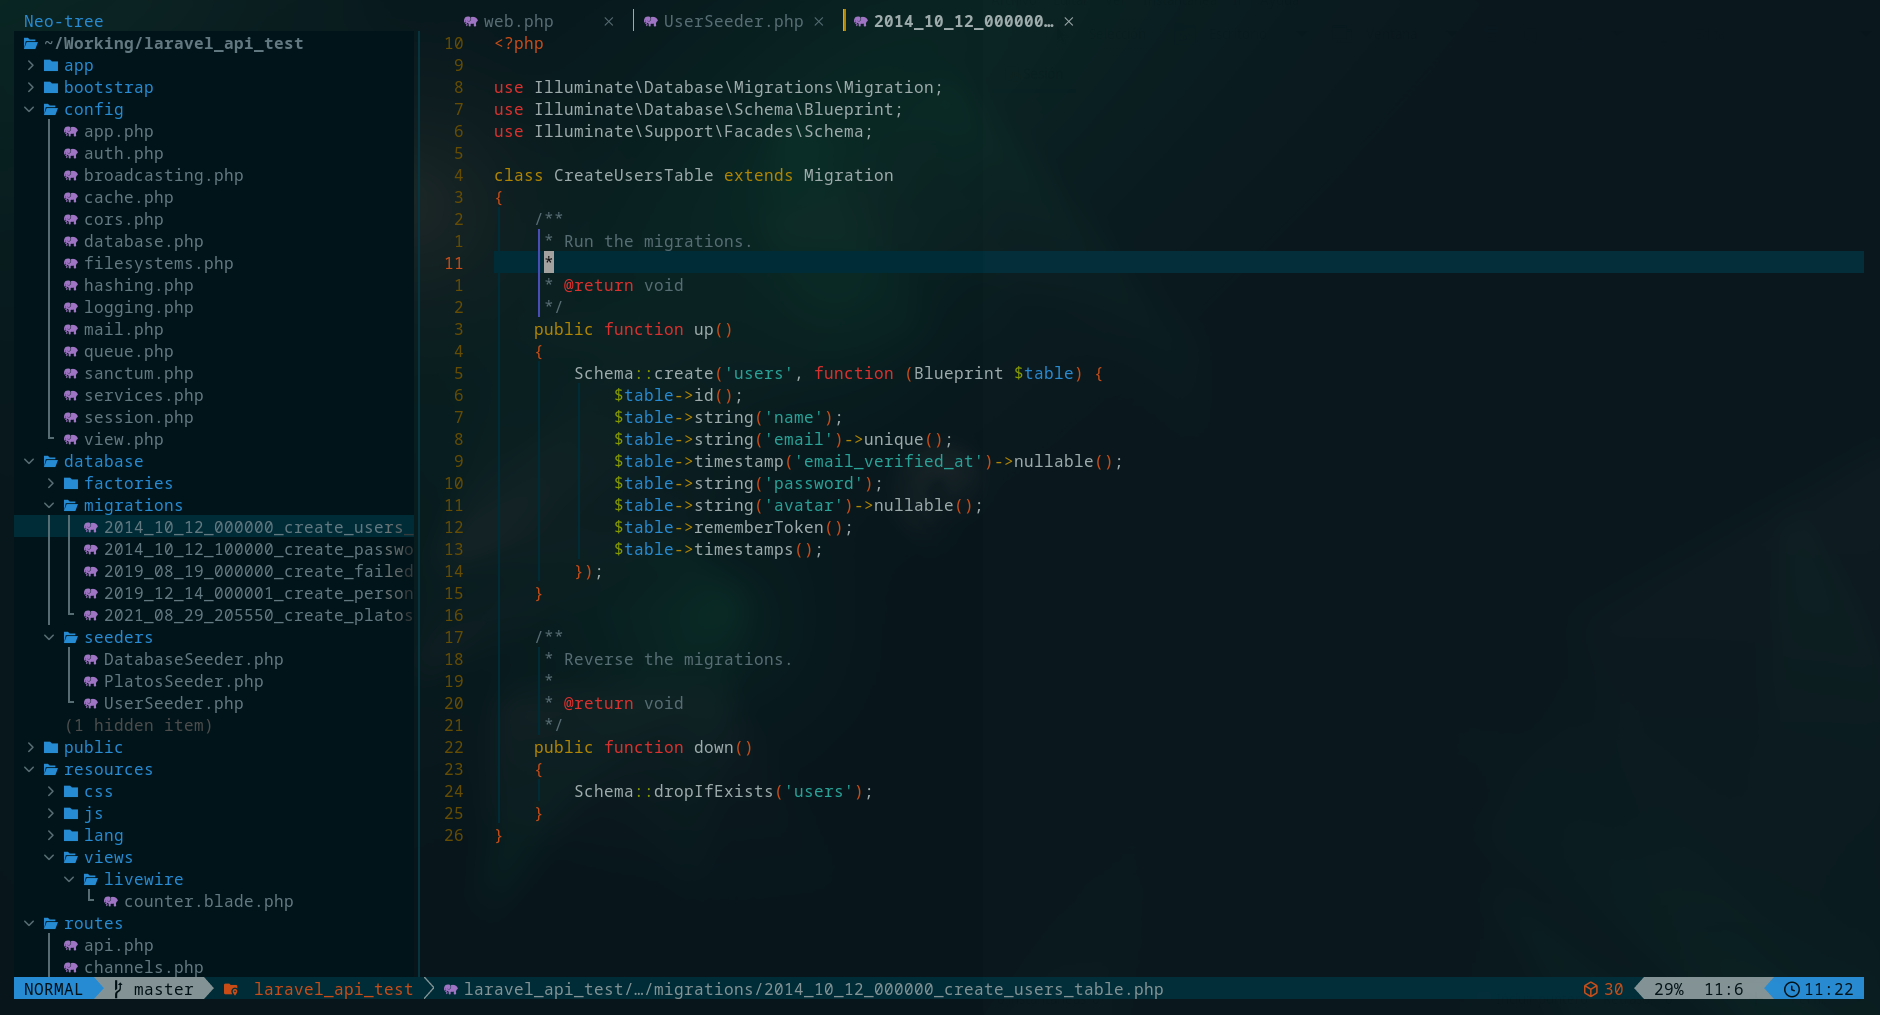 Neo-tree
~/Working/laravel_api_test
app
bootstrap
config
app.php
auth.php
broadcasting.php
cache.php
cors.php
database.php
filesystems.php
hashing.php
logging.php
mail.php
queue.php
sanctum.php
services.php
session.php
view.php
database
factories
migrations
2014_10_12_000000_create_users_
2014_10_12_100000_create_passwo
2019_08_19_000000_create_failed
2019_12_14_000001_create_person
2021_08_29_205550_create_platos
seeders
DatabaseSeeder.php
PlatosSeeder.php
UserSeeder.php
(1 hidden item)
public
resources
css
js
lang
views
livewire
counter.blade.php
routes
api.php
channels.php
web.php × UserSeeder.php × 2014_10_12_000000… ×
10 <?php
9
8 use Illuminate\Database\Migrations\Migration;
7 use Illuminate\Database\Schema\Blueprint;
6 use Illuminate\Support\Facades\Schema;
5
4 class CreateUsersTable extends Migration
3 {
2     /**
1      * Run the migrations.
11      *
1      * @return void
2      */
3     public function up()
4     {
5         Schema::create('users', function (Blueprint $table) {
6             $table->id();
7             $table->string('name');
8             $table->string('email')->unique();
9             $table->timestamp('email_verified_at')->nullable();
10             $table->string('password');
11             $table->string('avatar')->nullable();
12             $table->rememberToken();
13             $table->timestamps();
14         });
15     }
16
17     /**
18      * Reverse the migrations.
19      *
20      * @return void
21      */
22     public function down()
23     {
24         Schema::dropIfExists('users');
25     }
26 }
NORMAL master laravel_api_test laravel_api_test/…/migrations/2014_10_12_000000_create_users_table.php 30 29% 11:6 11:22